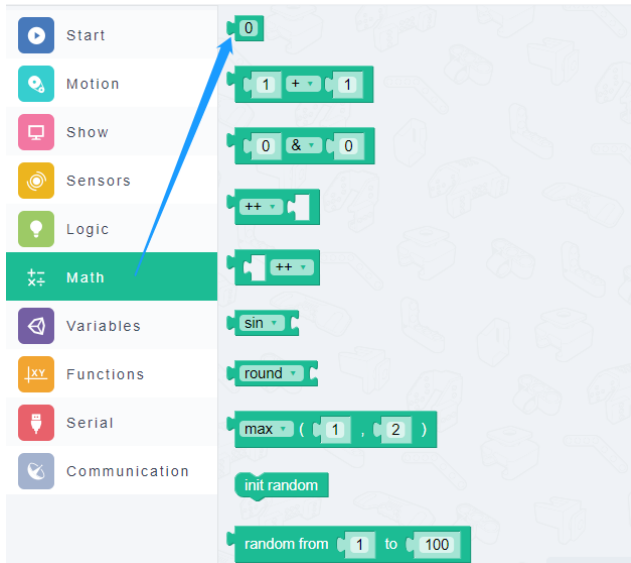 Start
Motion
Show
Sensors
Logic
Math
Variables
Functions
Serial
Communication
0
1 + 1
0 & 0
++
++
sin
round
max ( 1 , 2 )
init random
random from 1 to 100